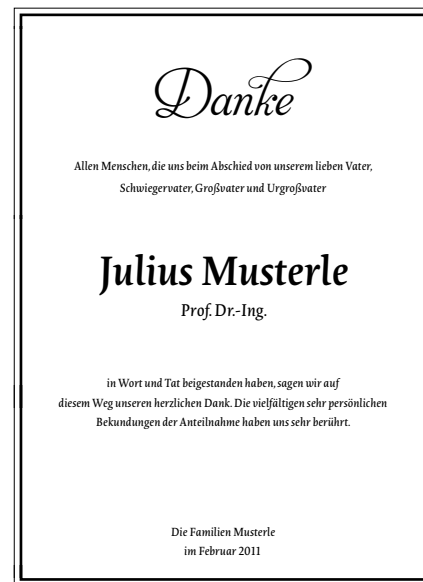 Danke
Allen Menschen, die uns beim Abschied von unserem lieben Vater,
Schwiegervater, Großvater und Urgroßvater
Julius Musterle
Prof. Dr.-Ing.
in Wort und Tat beigestanden haben, sagen wir auf
diesem Weg unseren herzlichen Dank. Die vielfältigen sehr persönlichen
Bekundungen der Anteilnahme haben uns sehr berührt.
Die Familien Musterle
im Februar 2011